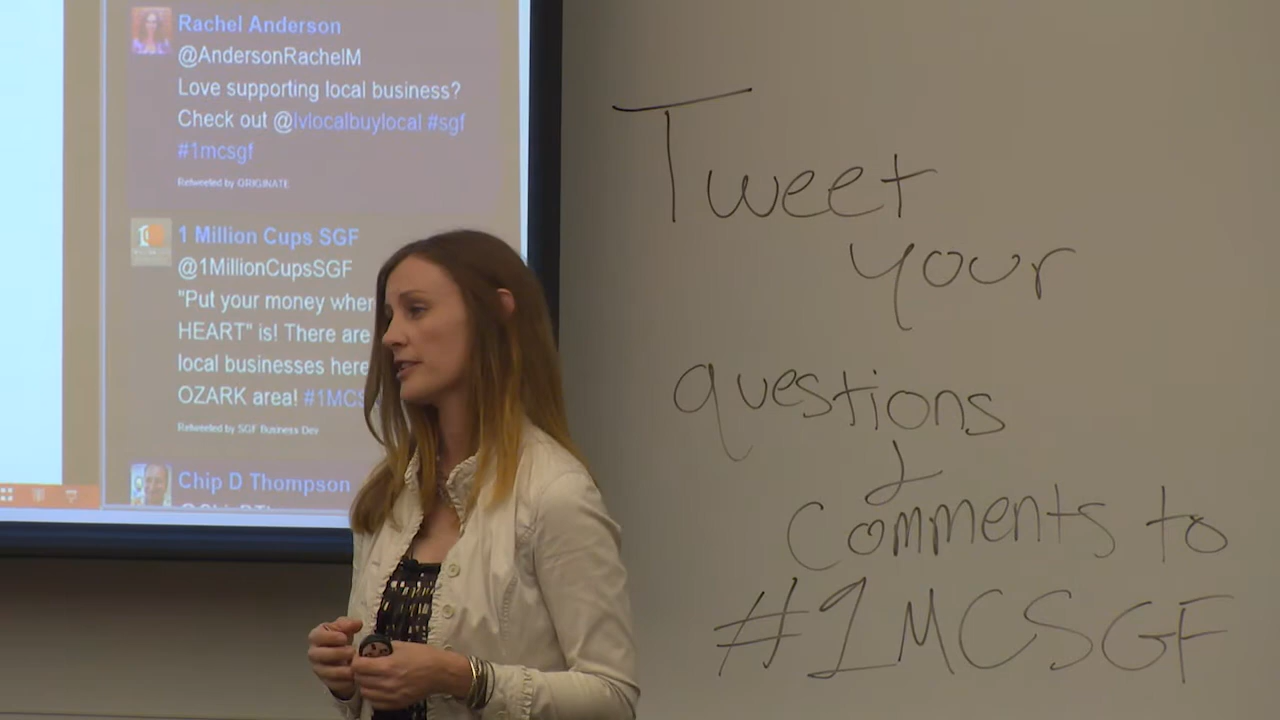 Rachel Anderson
@AndersonRachelM
Love supporting local business?
Check out @lvlocalbuylocal #sgf
#1mcsgf
Retweeted by ORIGINATE
1 Million Cups SGF
@1MillionCupsSGF
"Put your money wher
HEART" is! There are
local businesses here
OZARK area! #1MCS
Retweeted by SGF Business Dev
Chip D Thompson
Tweet
your
questions
&
Comments to
#1MCSGF